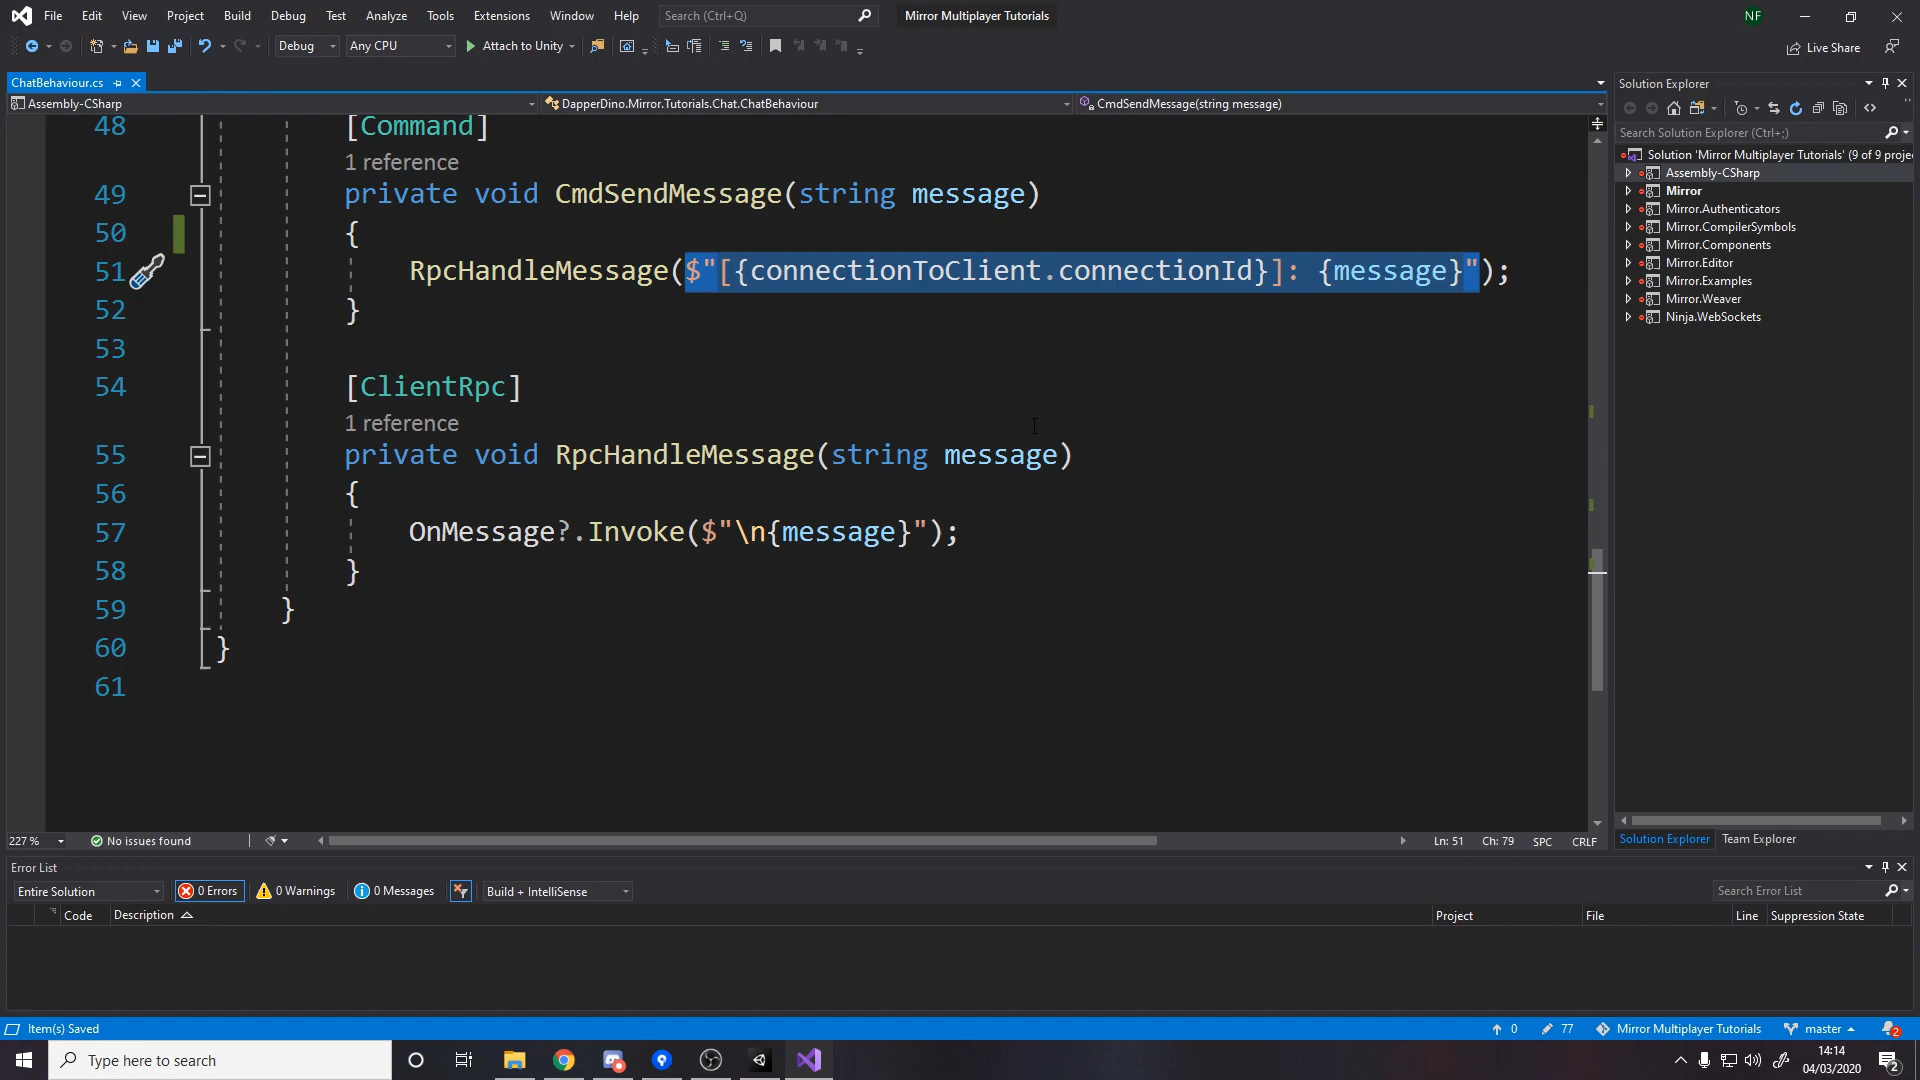 File Edit View Project Build Debug Test Analyze Tools Extensions Window Help Search (Ctrl+Q) Mirror Multiplayer Tutorials NF
Debug Any CPU Attach to Unity Live Share
ChatBehaviour.cs
Assembly-CSharp DapperDino.Mirror.Tutorials.Chat.ChatBehaviour CmdSendMessage(string message)
48 [Command]
1 reference
49 private void CmdSendMessage(string message)
50 {
51 RpcHandleMessage($"[{connectionToClient.connectionId}]: {message}");
52 }
53
54 [ClientRpc]
1 reference
55 private void RpcHandleMessage(string message)
56 {
57 OnMessage?.Invoke($"\n{message}");
58 }
59 }
60 }
61
227 % No issues found Ln: 51 Ch: 79 SPC CRLF
Solution Explorer
Search Solution Explorer (Ctrl+;)
Solution 'Mirror Multiplayer Tutorials' (9 of 9 projec
Assembly-CSharp
Mirror
Mirror.Authenticators
Mirror.CompilerSymbols
Mirror.Components
Mirror.Editor
Mirror.Examples
Mirror.Weaver
Ninja.WebSockets
Solution Explorer Team Explorer
Error List
Entire Solution 0 Errors 0 Warnings 0 Messages Build + IntelliSense Search Error List
Code Description Project File Line Suppression State
Item(s) Saved 0 77 Mirror Multiplayer Tutorials master 2
Type here to search 14:14
04/03/2020 2